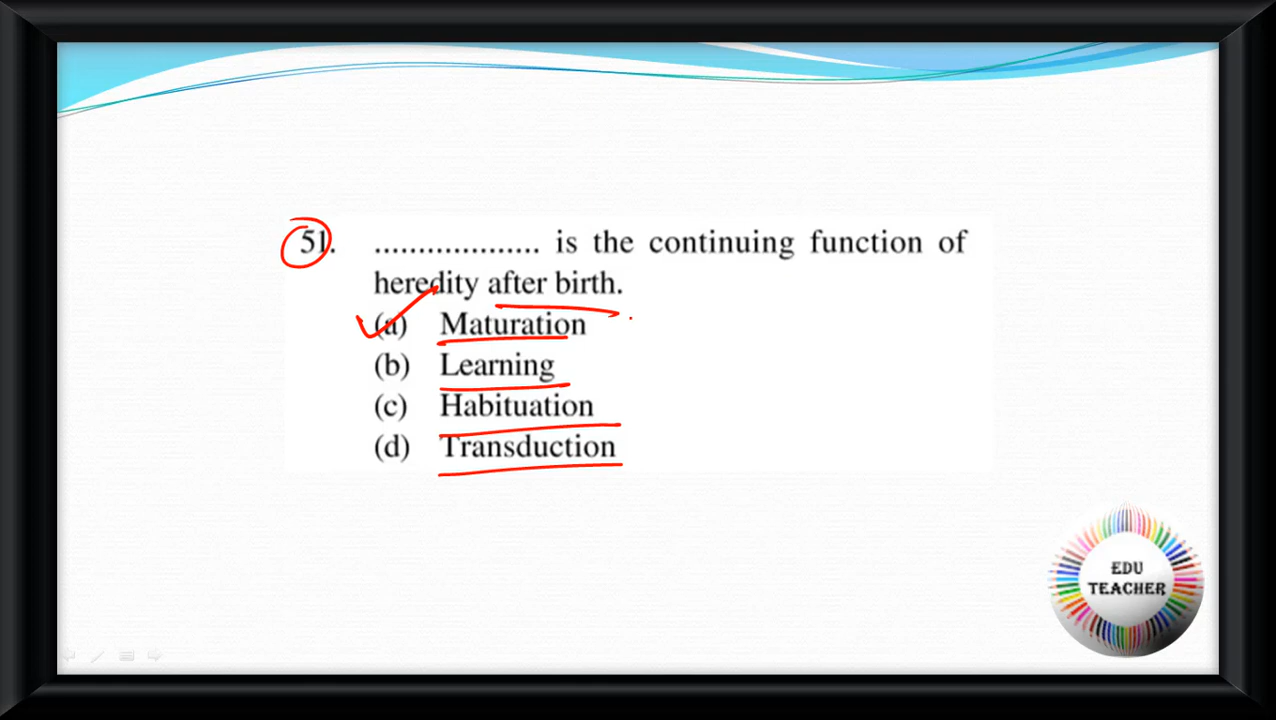 51. ................... is the continuing function of
heredity after birth.
(a) Maturation
(b) Learning
(c) Habituation
(d) Transduction
EDU
TEACHER